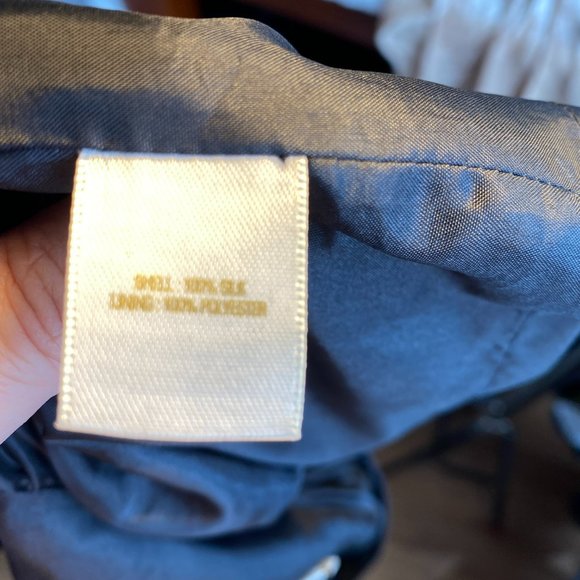 SHELL : 100% SILK
LINING : 100% POLYESTER